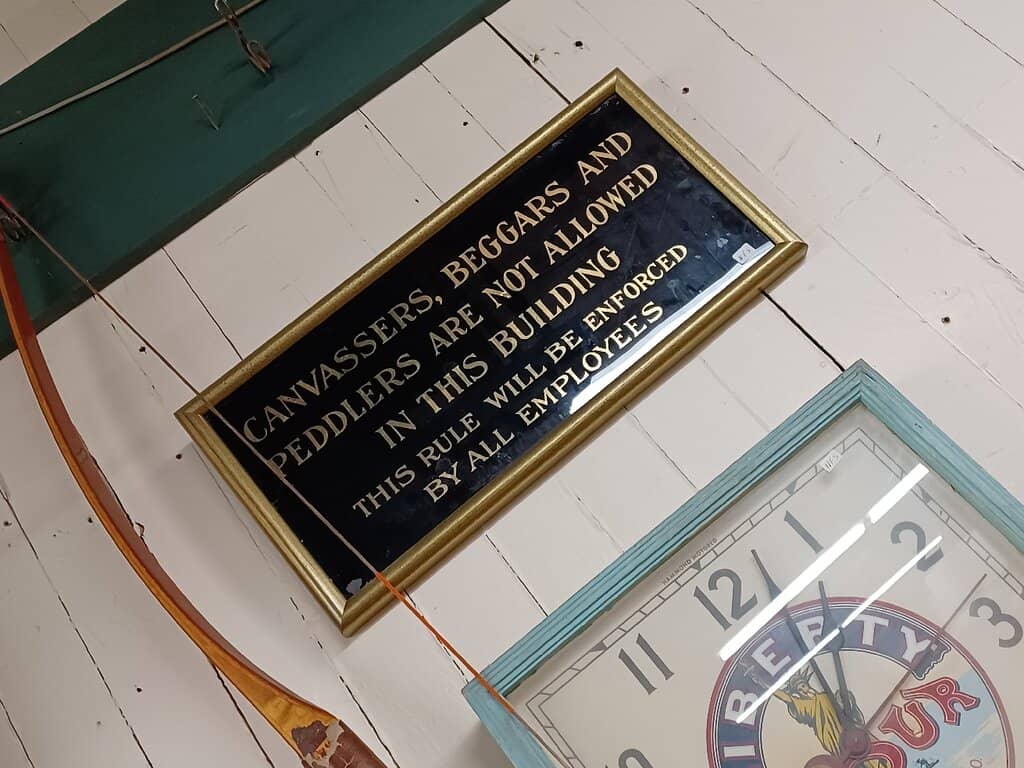 CANVASSERS, BEGGARS AND
PEDDLERS ARE NOT ALLOWED
IN THIS BUILDING
THIS RULE WILL BE ENFORCED
BY ALL EMPLOYEES
11
12
1
2
3
LIBERTY